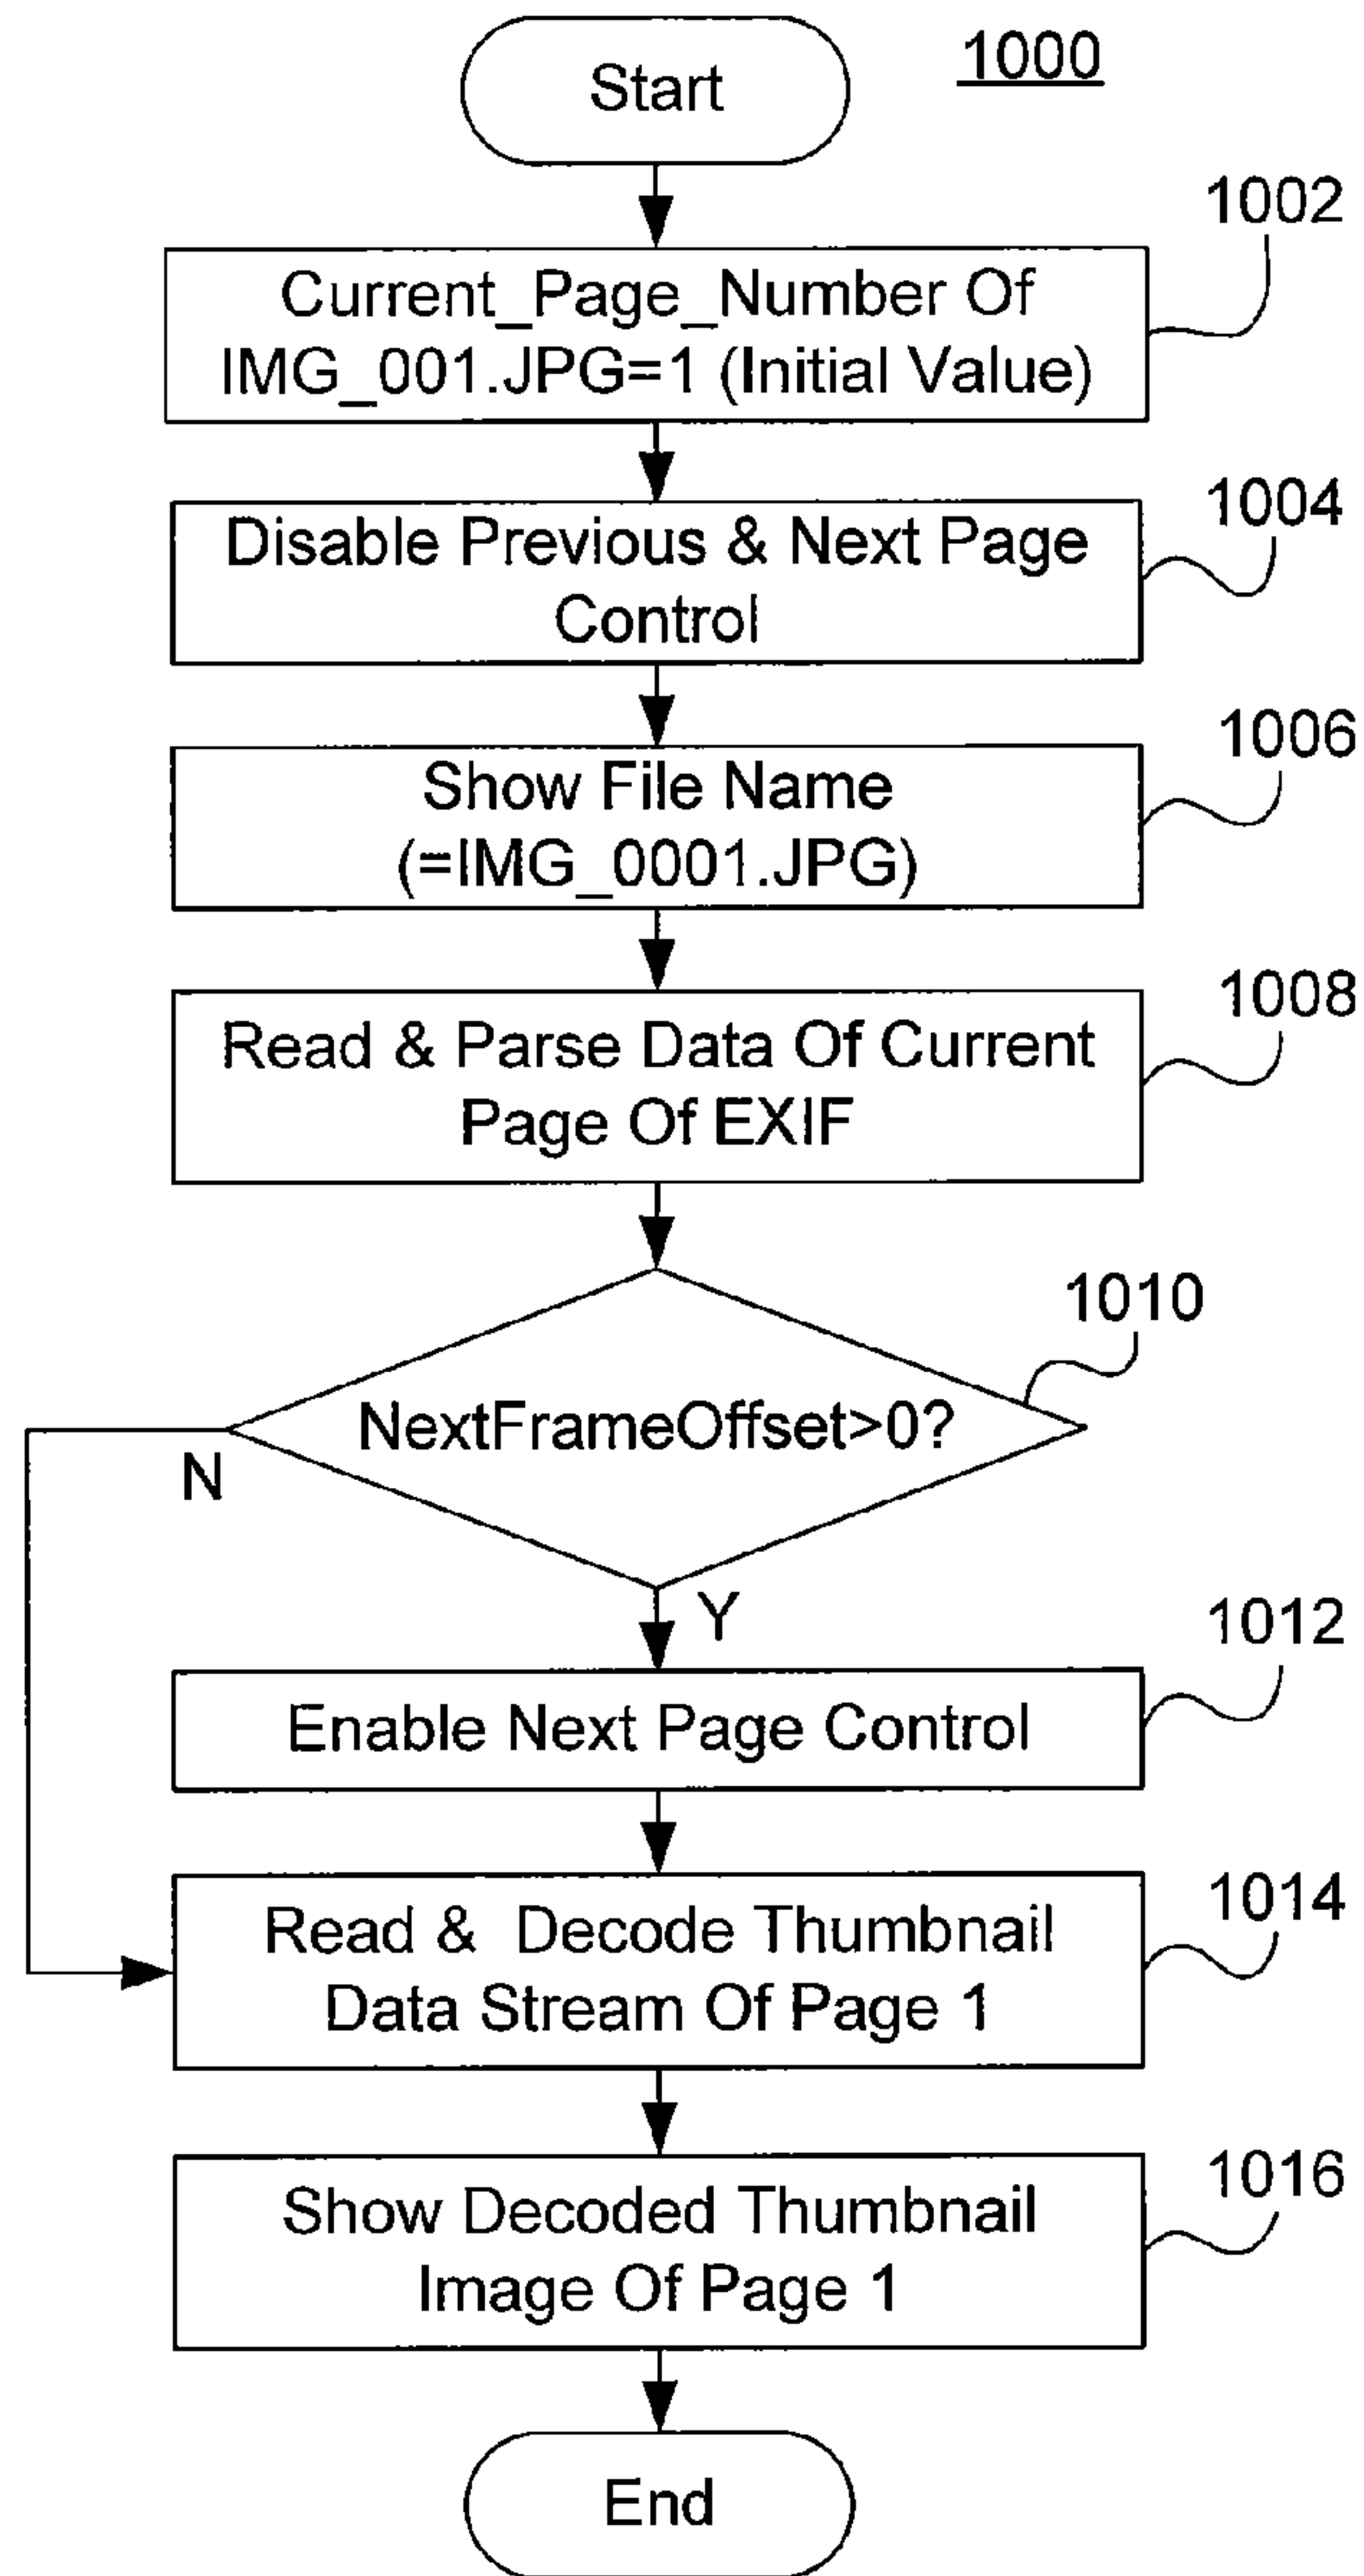 Start
1000
1002
Current_Page_Number Of
IMG_001.JPG=1 (Initial Value)
1004
Disable Previous & Next Page
Control
1006
Show File Name
(=IMG_0001.JPG)
1008
Read & Parse Data Of Current
Page Of EXIF
1010
NextFrameOffset>0?
N
Y
1012
Enable Next Page Control
1014
Read & Decode Thumbnail
Data Stream Of Page 1
1016
Show Decoded Thumbnail
Image Of Page 1
End